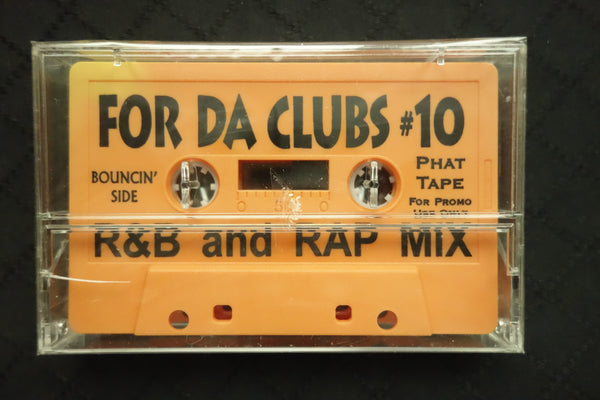 FOR DA CLUBS #10
BOUNCIN'
SIDE
PHAT
TAPE
FOR PROMO
USE ONLY
R&B and RAP MIX